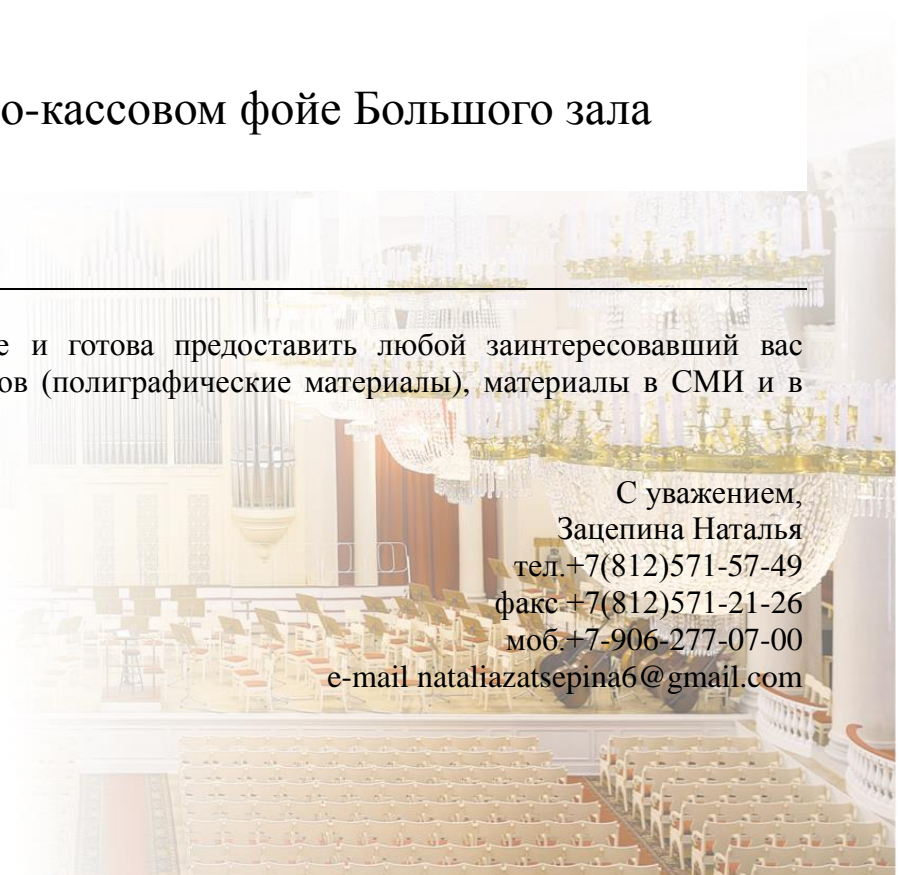 о-кассовом фойе Большого зала
е и готова предоставить любой заинтересовавший вас
ов (полиграфические материалы), материалы в СМИ и в
С уважением,
Зацепина Наталья
тел.+7(812)571-57-49
факс +7(812)571-21-26
моб.+7-906-277-07-00
e-mail nataliazatsepina6@gmail.com